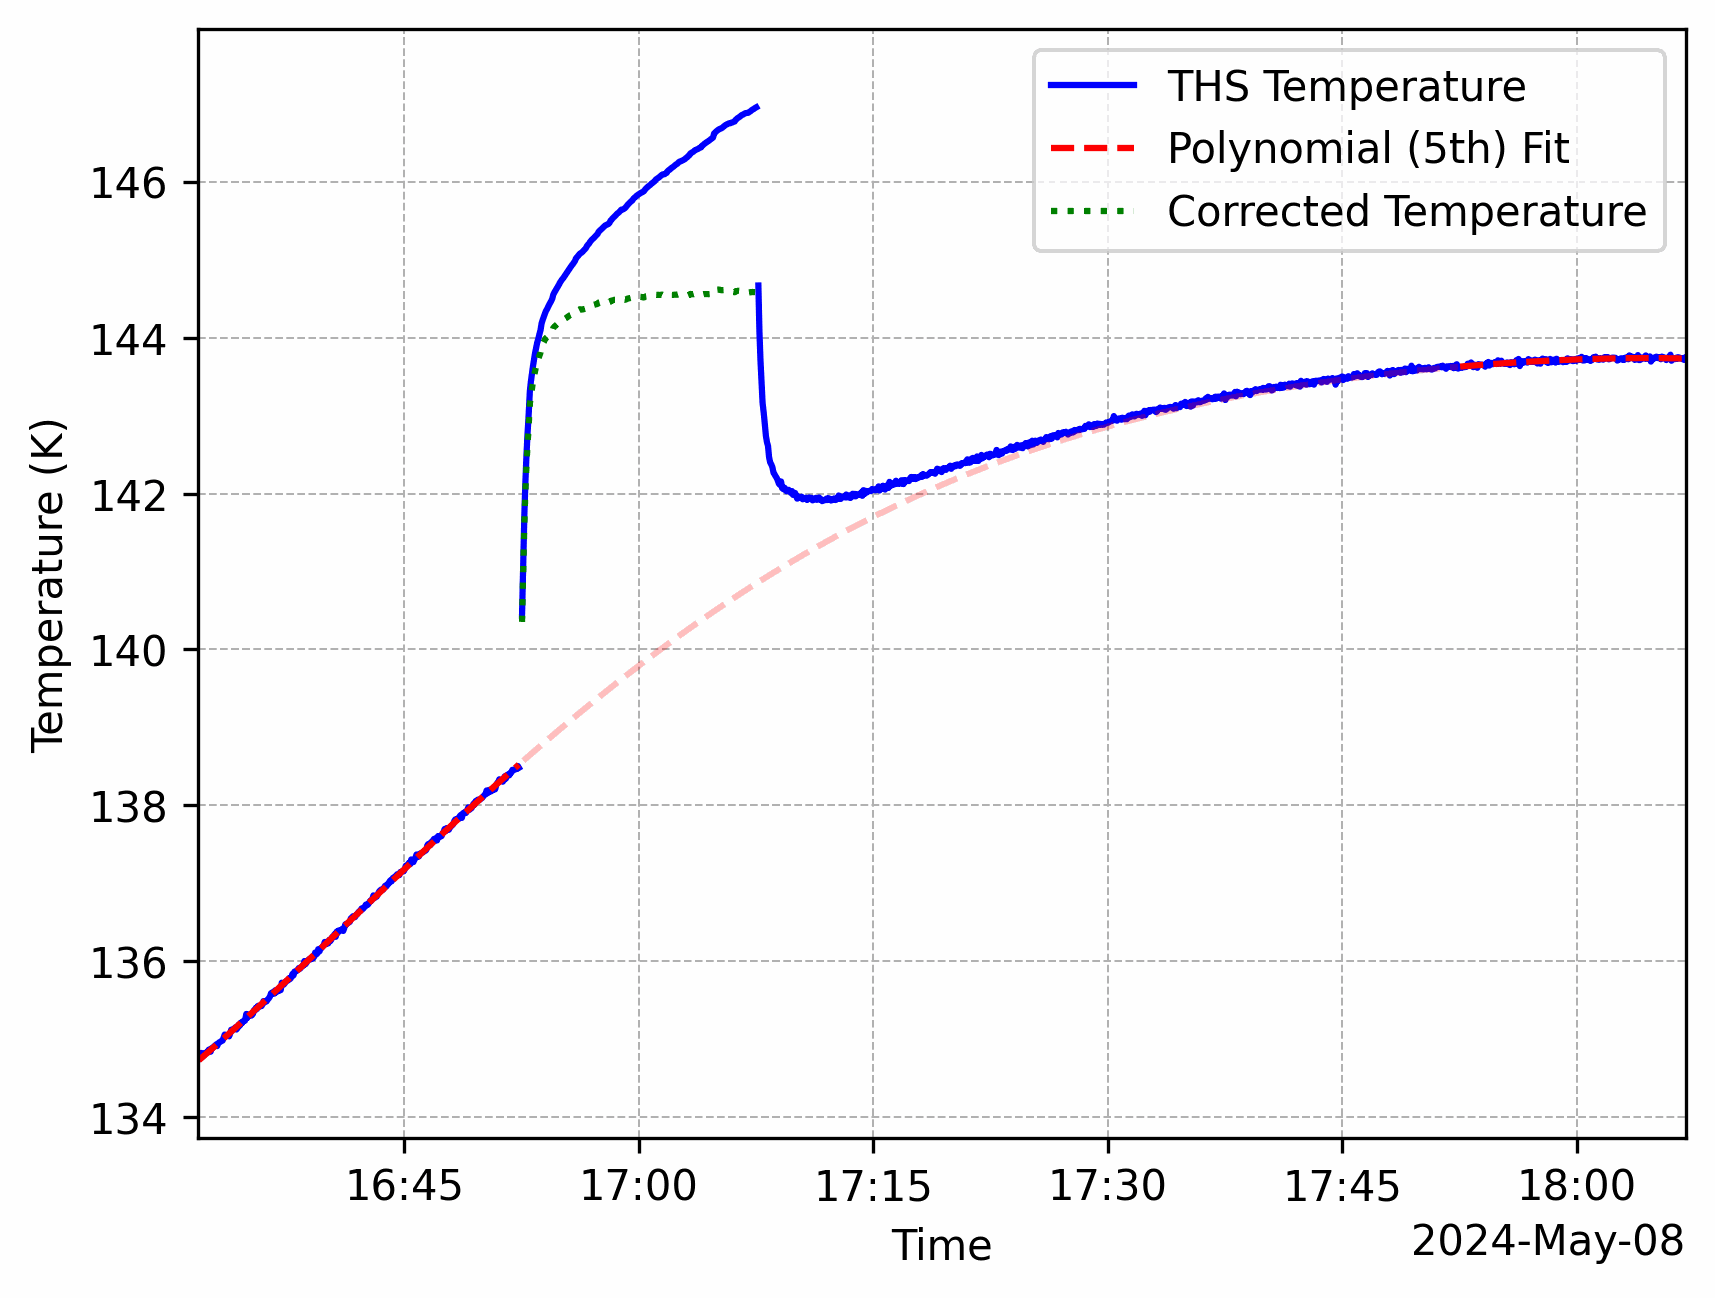 THS Temperature
Polynomial (5th) Fit
Corrected Temperature
Temperature (K)
146
144
142
140
138
136
134
16:45 17:00 17:15 17:30 17:45 18:00
Time
2024-May-08